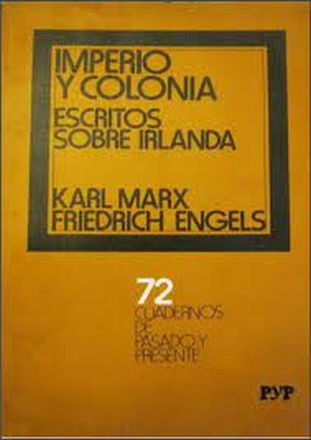 IMPERIO
Y COLONIA
ESCRITOS
SOBRE IRLANDA
KARL MARX
FRIEDRICH ENGELS
72
CUADERNOS
DE
PASADO Y
PRESENTE
PYP